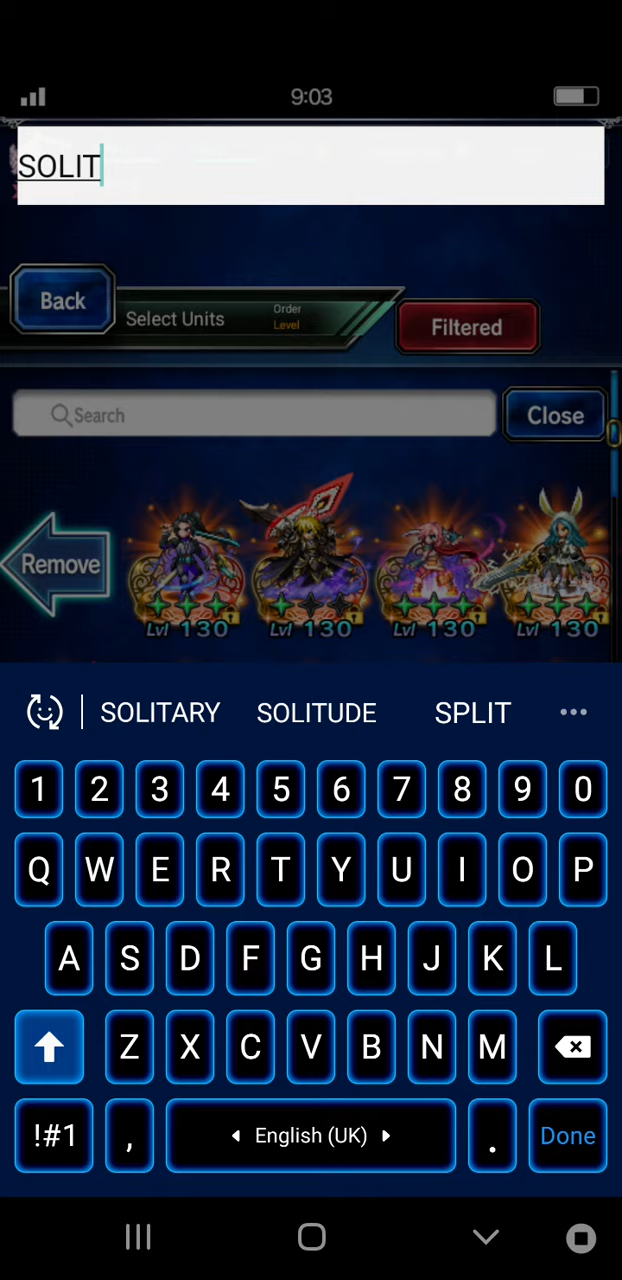 9:03
SOLIT
Back
Select Units
Order
Level
Filtered
Search
Close
Remove
Lvl 130 Lvl 130 Lvl 130 Lvl 130
SOLITARY SOLITUDE SPLIT
1 2 3 4 5 6 7 8 9 0
Q W E R T Y U I O P
A S D F G H J K L
Z X C V B N M
!#1 , English (UK) . Done